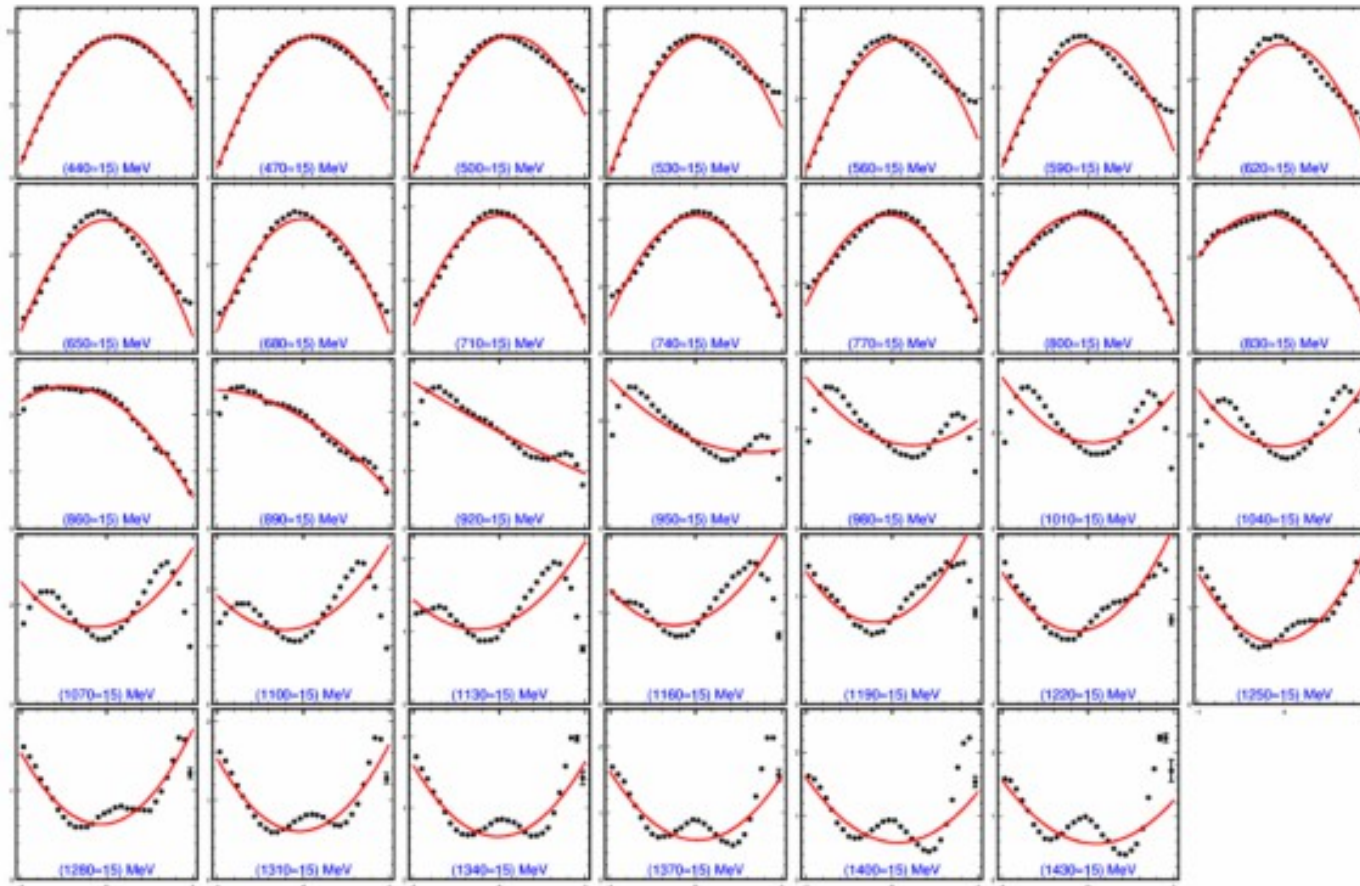 (440±15) MeV
(470±15) MeV
(500±15) MeV
(530±15) MeV
(560±15) MeV
(590±15) MeV
(620±15) MeV
(650±15) MeV
(680±15) MeV
(710±15) MeV
(740±15) MeV
(770±15) MeV
(800±15) MeV
(830±15) MeV
(860±15) MeV
(890±15) MeV
(920±15) MeV
(950±15) MeV
(980±15) MeV
(1010±15) MeV
(1040±15) MeV
(1070±15) MeV
(1100±15) MeV
(1130±15) MeV
(1160±15) MeV
(1190±15) MeV
(1220±15) MeV
(1250±15) MeV
(1280±15) MeV
(1310±15) MeV
(1340±15) MeV
(1370±15) MeV
(1400±15) MeV
(1430±15) MeV